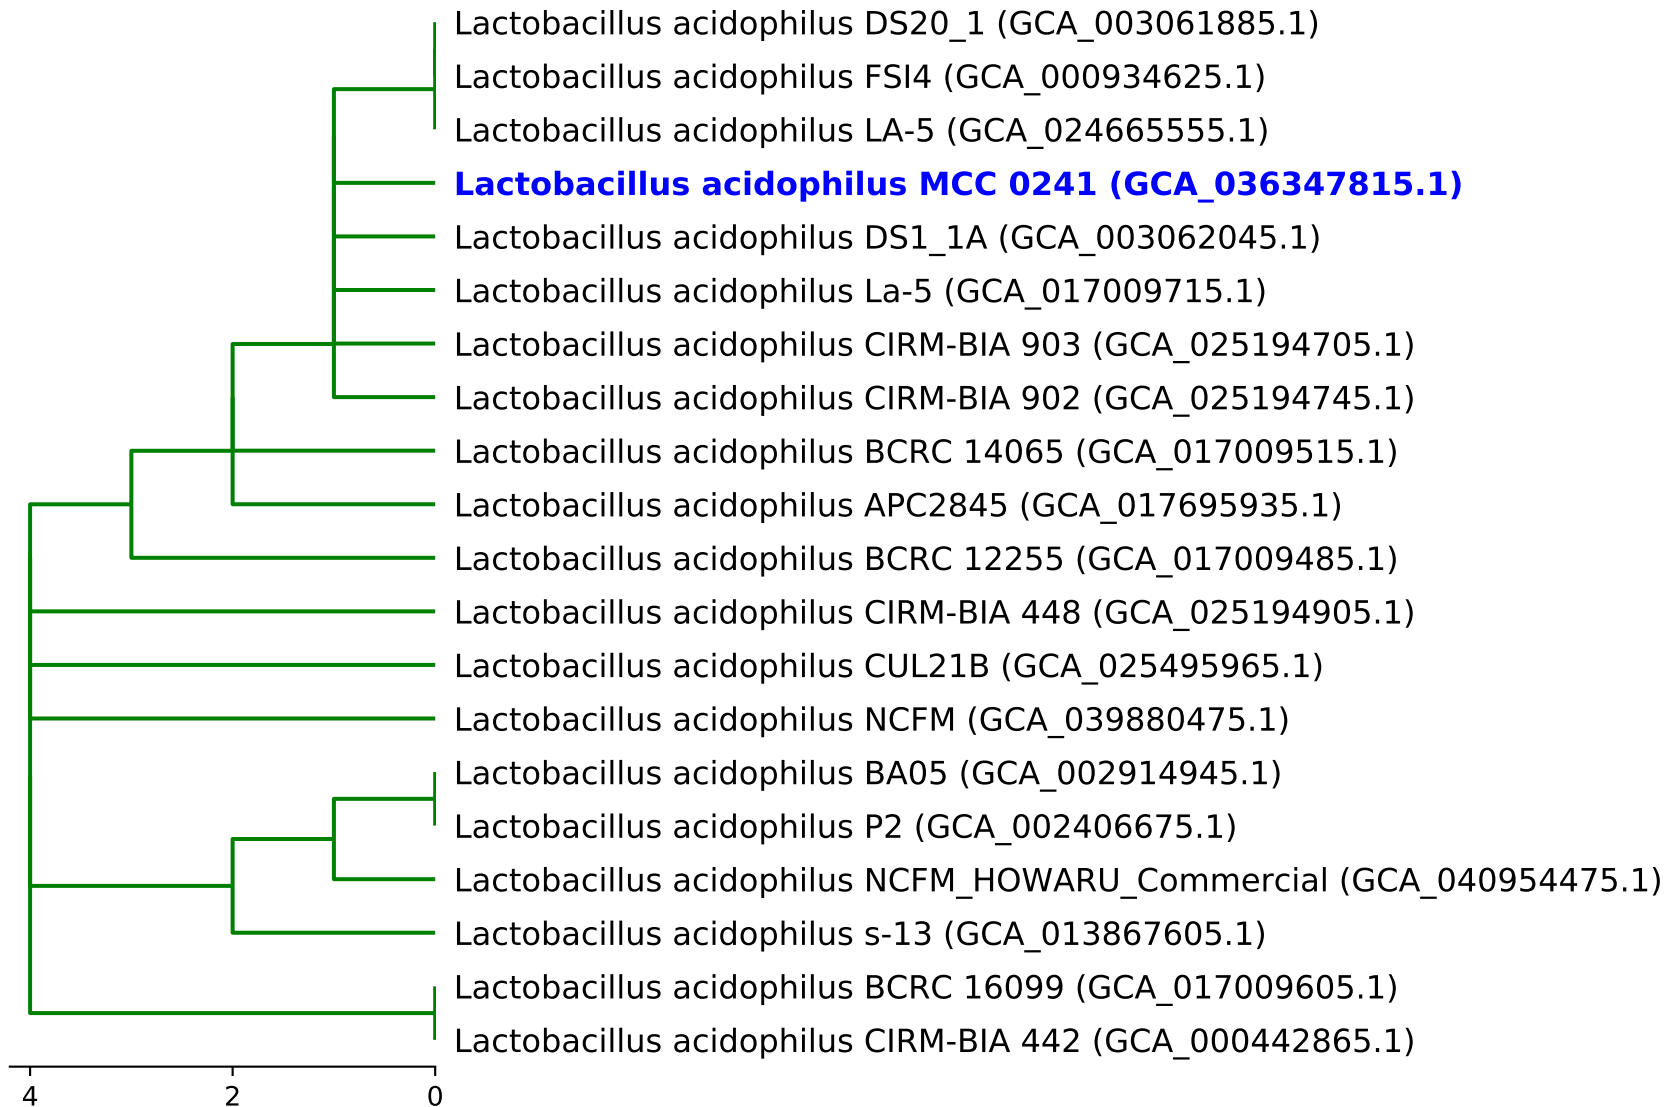 Lactobacillus acidophilus DS20_1 (GCA_003061885.1)
Lactobacillus acidophilus FSI4 (GCA_000934625.1)
Lactobacillus acidophilus LA-5 (GCA_024665555.1)
Lactobacillus acidophilus MCC 0241 (GCA_036347815.1)
Lactobacillus acidophilus DS1_1A (GCA_003062045.1)
Lactobacillus acidophilus La-5 (GCA_017009715.1)
Lactobacillus acidophilus CIRM-BIA 903 (GCA_025194705.1)
Lactobacillus acidophilus CIRM-BIA 902 (GCA_025194745.1)
Lactobacillus acidophilus BCRC 14065 (GCA_017009515.1)
Lactobacillus acidophilus APC2845 (GCA_017695935.1)
Lactobacillus acidophilus BCRC 12255 (GCA_017009485.1)
Lactobacillus acidophilus CIRM-BIA 448 (GCA_025194905.1)
Lactobacillus acidophilus CUL21B (GCA_025495965.1)
Lactobacillus acidophilus NCFM (GCA_039880475.1)
Lactobacillus acidophilus BA05 (GCA_002914945.1)
Lactobacillus acidophilus P2 (GCA_002406675.1)
Lactobacillus acidophilus NCFM_HOWARU_Commercial (GCA_040954475.1)
Lactobacillus acidophilus s-13 (GCA_013867605.1)
Lactobacillus acidophilus BCRC 16099 (GCA_017009605.1)
Lactobacillus acidophilus CIRM-BIA 442 (GCA_000442865.1)
4 2 0